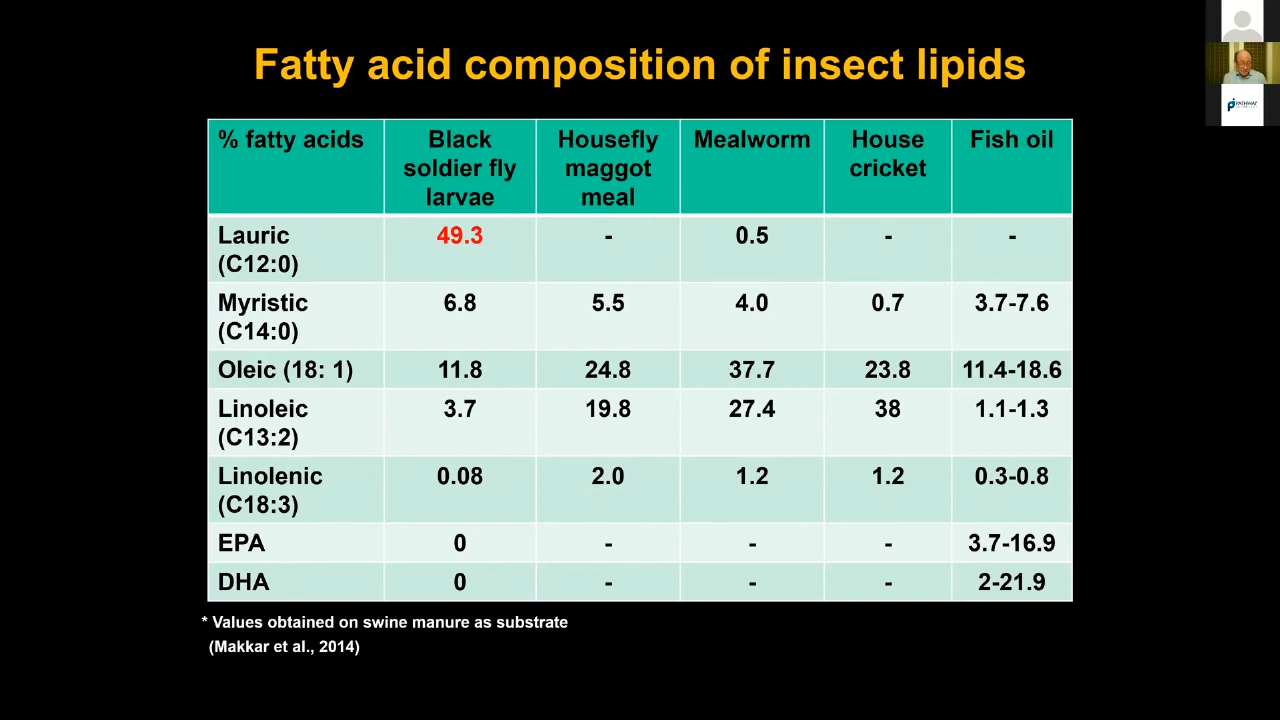 Fatty acid composition of insect lipids
% fatty acids
Black
soldier fly
larvae
Housefly
maggot
meal
Mealworm
House
cricket
Fish oil
Lauric
(C12:0)
49.3
-
0.5
-
-
Myristic
(C14:0)
6.8
5.5
4.0
0.7
3.7-7.6
Oleic (18: 1)
11.8
24.8
37.7
23.8
11.4-18.6
Linoleic
(C13:2)
3.7
19.8
27.4
38
1.1-1.3
Linolenic
(C18:3)
0.08
2.0
1.2
1.2
0.3-0.8
EPA
0
-
-
-
3.7-16.9
DHA
0
-
-
-
2-21.9
* Values obtained on swine manure as substrate
(Makkar et al., 2014)
PATHWAY